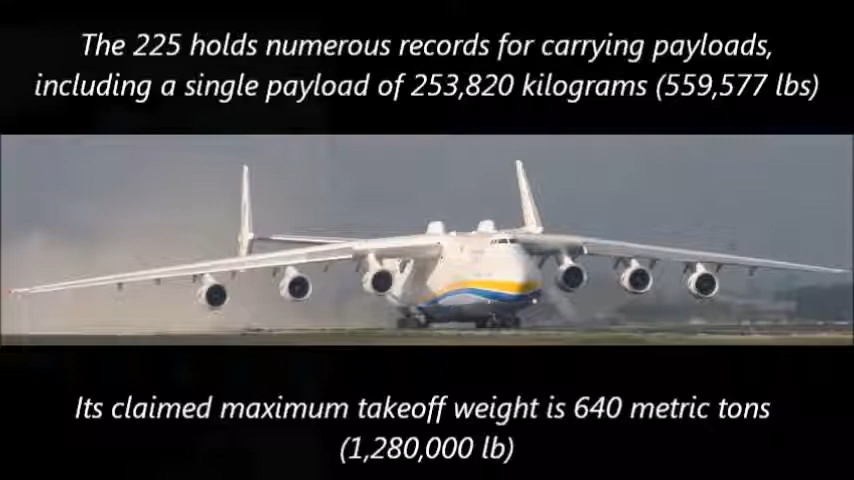 The 225 holds numerous records for carrying payloads,
including a single payload of 253,820 kilograms (559,577 lbs)
Its claimed maximum takeoff weight is 640 metric tons
(1,280,000 lb)